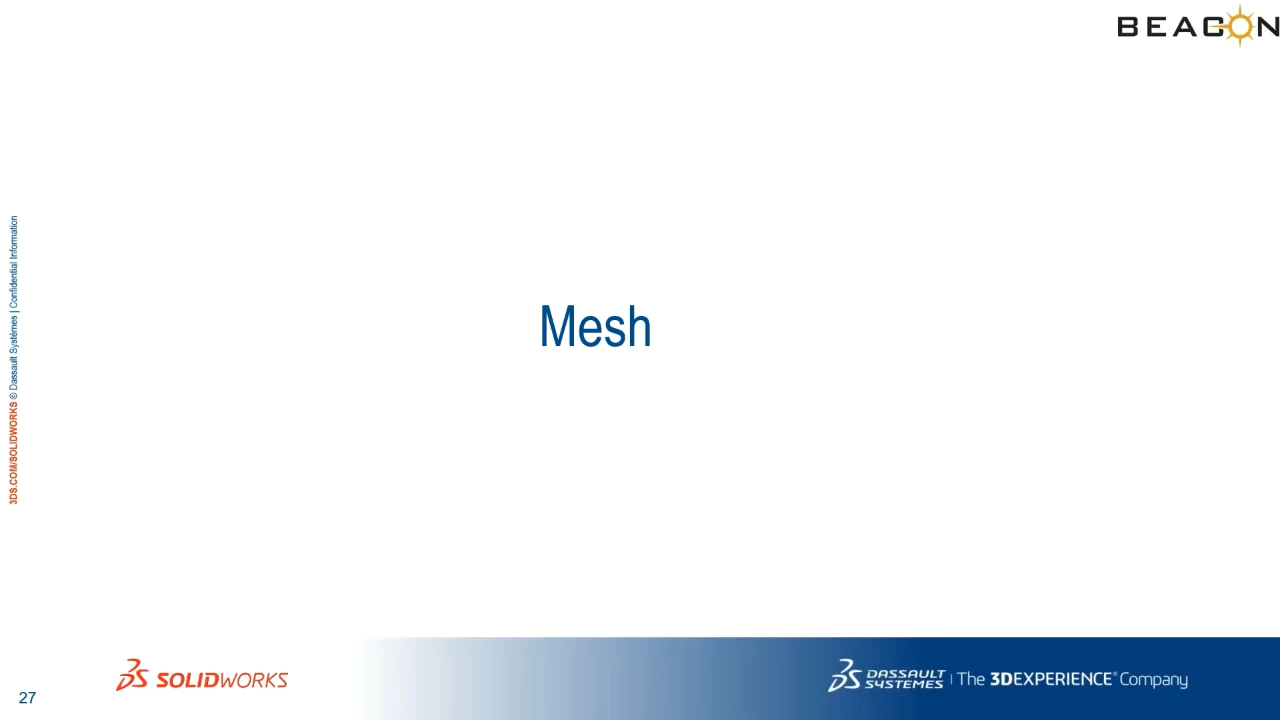 BEACON
3DS.COM/SOLIDWORKS © Dassault Systèmes | Confidential Information
Mesh
27
SOLIDWORKS
DASSAULT SYSTEMES | The 3DEXPERIENCE® Company